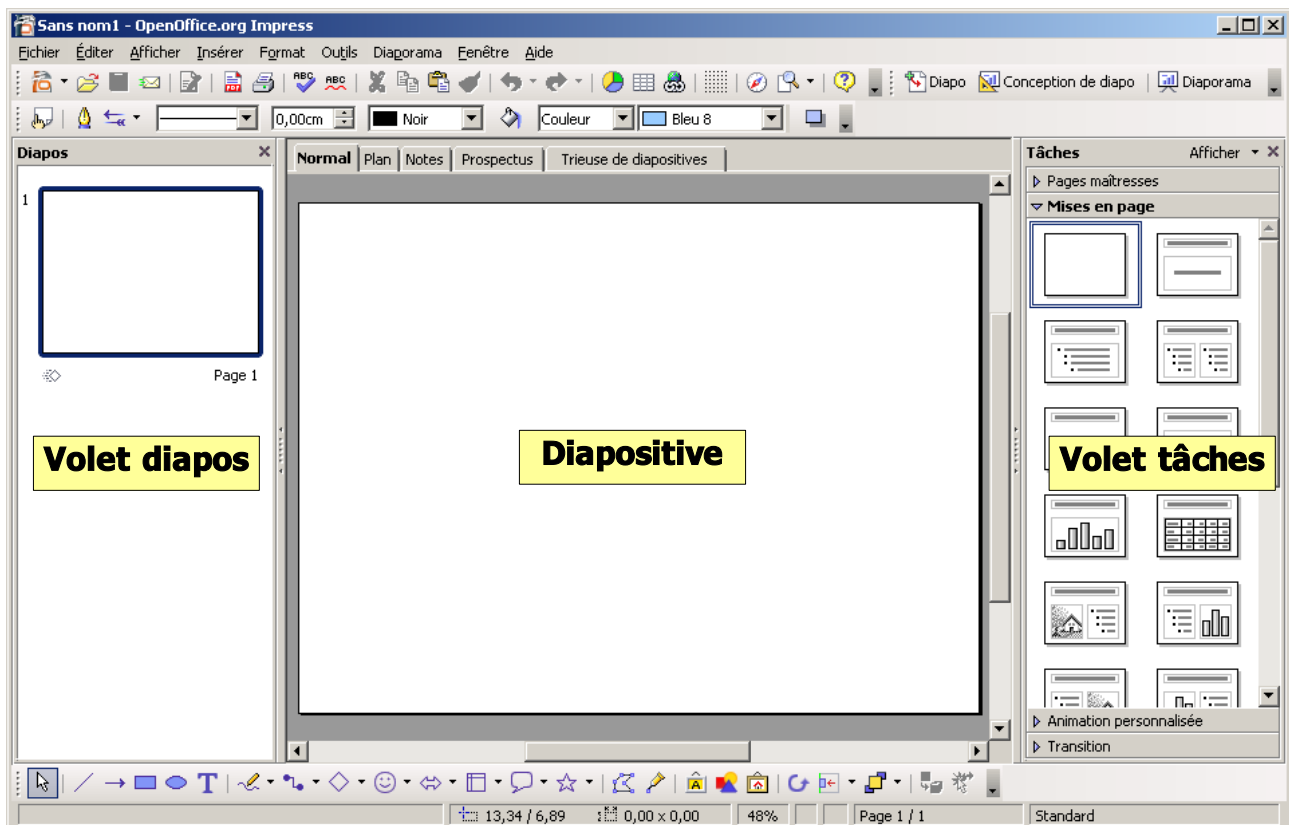 Sans nom1 - OpenOffice.org Impress
Fichier Éditer Afficher Insérer Format Outils Diaporama Fenêtre Aide
ABC ABC Diapo Conception de diapo Diaporama
0,00cm Noir Couleur Bleu 8
Diapos
Normal Plan Notes Prospectus Trieuse de diapositives
Tâches Afficher
Pages maîtresses
Mises en page
1
Page 1
Volet diapos
Diapositive
Volet tâches
Animation personnalisée
Transition
T A
13,34 / 6,89 0,00 x 0,00 48% Page 1 / 1 Standard